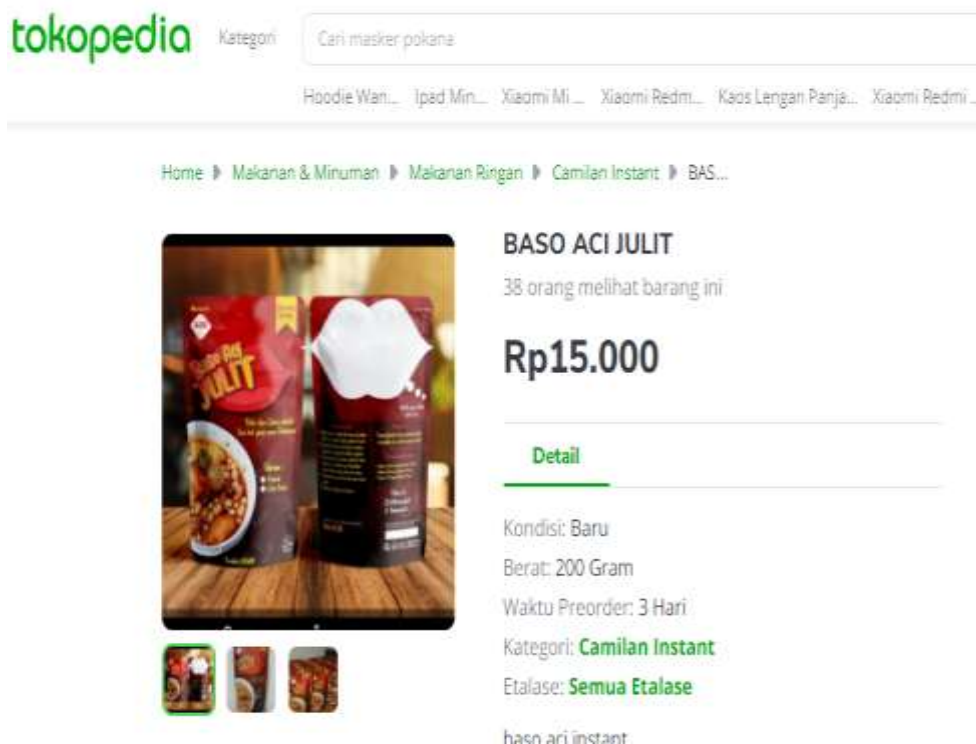 tokopedia
Kategori
Cari masker pokana
Hoodie Wan... Ipad Min... Xiaomi Mi ... Xiaomi Redm... Kaos Lengan Panja... Xiaomi Redmi ...
Home Makanan & Minuman Makanan Ringan Camilan Instant BAS...
BASO ACI JULIT
38 orang melihat barang ini
Rp15.000
Detail
Kondisi: Baru
Berat: 200 Gram
Waktu Preorder: 3 Hari
Kategori: Camilan Instant
Etalase: Semua Etalase
baso aci instant
Baso Aci
JULIT